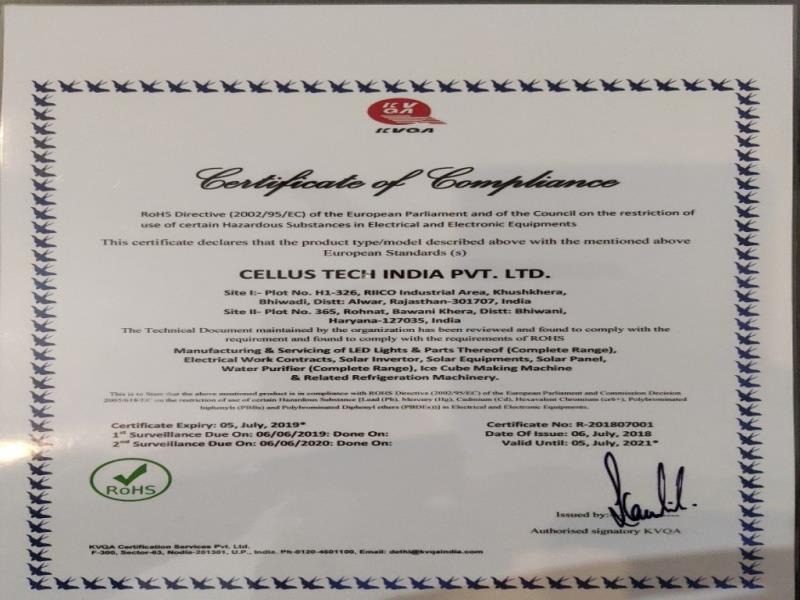 KVQA
KVQA
Certificate of Compliance
RoHS Directive (2002/95/EC) of the European Parliament and of the Council on the restriction of
use of certain Hazardous Substances in Electrical and Electronic Equipments
This certificate declares that the product type/model described above with the mentioned above
European Standards (s)
CELLUS TECH INDIA PVT. LTD.
Site I:- Plot No. H1-326, RIICO Industrial Area, Khushkhera,
Bhiwadi, Distt: Alwar, Rajasthan-301707, India
Site II- Plot No. 365, Rohnat, Bawani Khera, Distt: Bhiwani,
Haryana-127035, India
The Technical Document maintained by the organization has been reviewed and found to comply with the
requirement and found to comply with the requirements of ROHS
Manufacturing & Servicing of LED Lights & Parts Thereof (Complete Range),
Electrical Work Contracts, Solar Invertor, Solar Equipments, Solar Panel,
Water Purifier (Complete Range), Ice Cube Making Machine
& Related Refrigeration Machinery.
This is to State that the above mentioned product is in compliance with ROHS Directive (2002/95/EC) of the European Parliament and Commission Decision
2005/618/EC on the restriction of use of certain Hazardous Substance [Lead (Pb), Mercury (Hg), Cadmium (Cd), Hexavalent Chromium (cr6+), Polybrominated
biphenyls (PBBs) and Polybrominated Diphenyl ethers (PBDEs)] in Electrical and Electronic Equipments.
Certificate Expiry: 05, July, 2019*
1st Surveillance Due On: 06/06/2019: Done On:
2nd Surveillance Due On: 06/06/2020: Done On:
Certificate No: R-201807001
Date Of Issue: 06, July, 2018
Valid Until: 05, July, 2021*
RoHS
Issued by:
Authorised signatory KVQA
KVQA Certification Services Pvt. Ltd.
F-300, Sector-63, Nodia-201301, U.P., India. Ph-0120-4601100, Email: delhi@kvqaindia.com